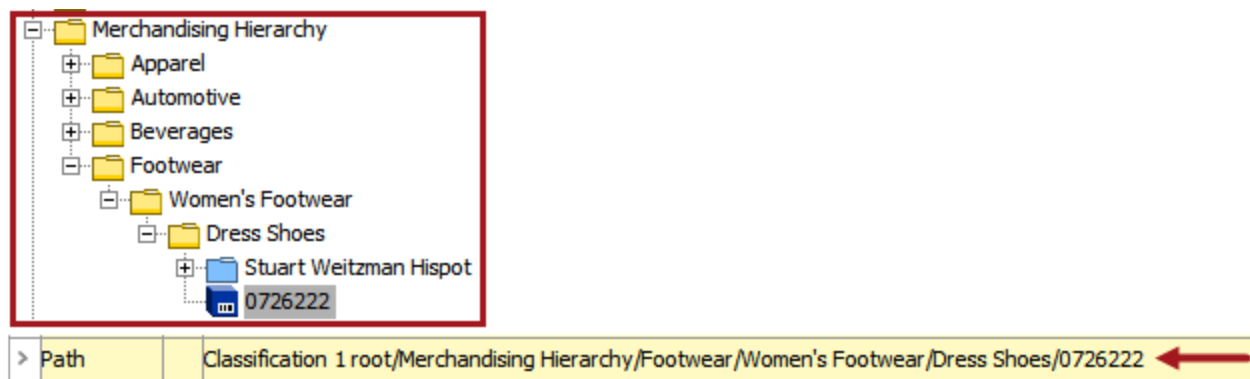 Merchandising Hierarchy
Apparel
Automotive
Beverages
Footwear
Women's Footwear
Dress Shoes
Stuart Weitzman Hispot
0726222
Path Classification 1 root/Merchandising Hierarchy/Footwear/Women's Footwear/Dress Shoes/0726222